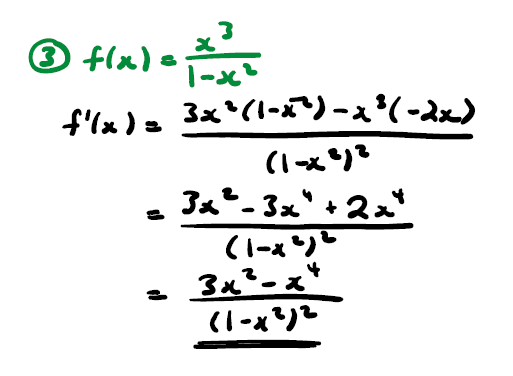 ③ f(x) = x³/(1-x²)
f'(x) = (3x²(1-x²) - x³(-2x))/(1-x²)²
= (3x² - 3x⁴ + 2x⁴)/(1-x²)²
= (3x² - x⁴)/(1-x²)²